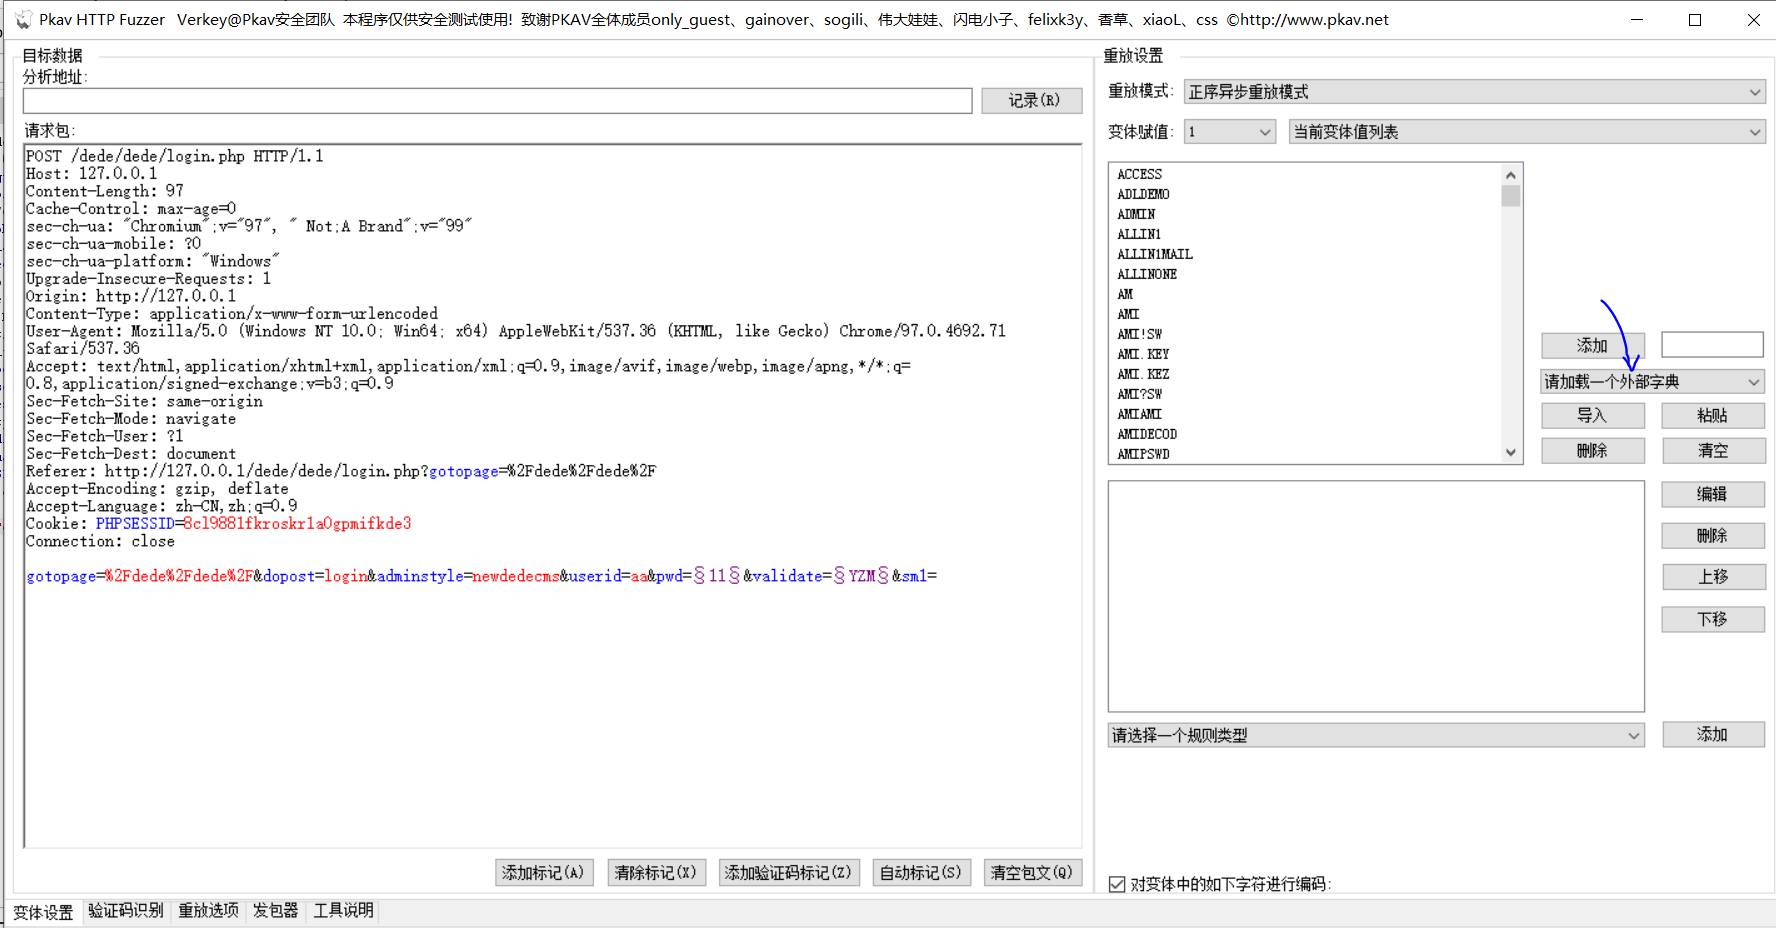 Pkav HTTP Fuzzer Verkey@Pkav安全团队 本程序仅供安全测试使用! 致谢PKAV全体成员only_guest、gainover、sogili、伟大娃娃、闪电小子、felixk3y、香草、xiaoL、css ©http://www.pkav.net
目标数据
分析地址:
记录(R)
请求包:
POST /dede/dede/login.php HTTP/1.1
Host: 127.0.0.1
Content-Length: 97
Cache-Control: max-age=0
sec-ch-ua: "Chromium";v="97", " Not;A Brand";v="99"
sec-ch-ua-mobile: ?0
sec-ch-ua-platform: "Windows"
Upgrade-Insecure-Requests: 1
Origin: http://127.0.0.1
Content-Type: application/x-www-form-urlencoded
User-Agent: Mozilla/5.0 (Windows NT 10.0; Win64; x64) AppleWebKit/537.36 (KHTML, like Gecko) Chrome/97.0.4692.71
Safari/537.36
Accept: text/html,application/xhtml+xml,application/xml;q=0.9,image/avif,image/webp,image/apng,*/*;q=
0.8,application/signed-exchange;v=b3;q=0.9
Sec-Fetch-Site: same-origin
Sec-Fetch-Mode: navigate
Sec-Fetch-User: ?1
Sec-Fetch-Dest: document
Referer: http://127.0.0.1/dede/dede/login.php?gotopage=%2Fdede%2Fdede%2F
Accept-Encoding: gzip, deflate
Accept-Language: zh-CN,zh;q=0.9
Cookie: PHPSESSID=8cl988lfkroskrla0gpmifkde3
Connection: close
gotopage=%2Fdede%2Fdede%2F&dopost=login&adminstyle=newdedecms&userid=aa&pwd=§11§&validate=§YZM§&sm1=
添加标记(A)
清除标记(X)
添加验证码标记(Z)
自动标记(S)
清空包文(Q)
重放设置
重放模式: 正序异步重放模式
变体赋值: 1 当前变体值列表
ACCESS
ADLDEMO
ADMIN
ALLIN1
ALLIN1MAIL
ALLINONE
AM
AMI
AMI!SW
AMI.KEY
AMI.KEZ
AMI?SW
AMIAMI
AMIDECOD
AMIPSWD
添加
请加载一个外部字典
导入 粘贴
删除 清空
编辑
删除
上移
下移
请选择一个规则类型 添加
对变体中的如下字符进行编码:
变体设置 验证码识别 重放选项 发包器 工具说明